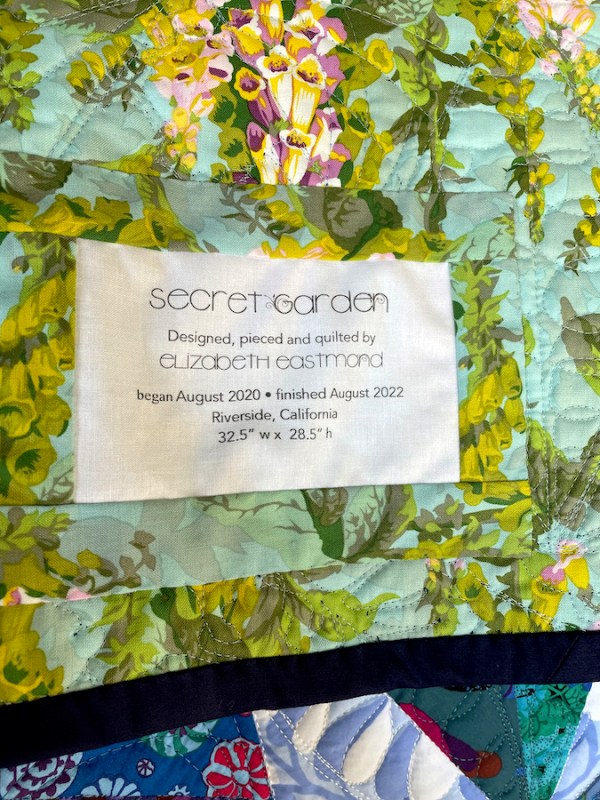 secret garden
Designed, pieced and quilted by
elizabeth eastmond
began August 2020 • finished August 2022
Riverside, California
32.5" w x 28.5" h